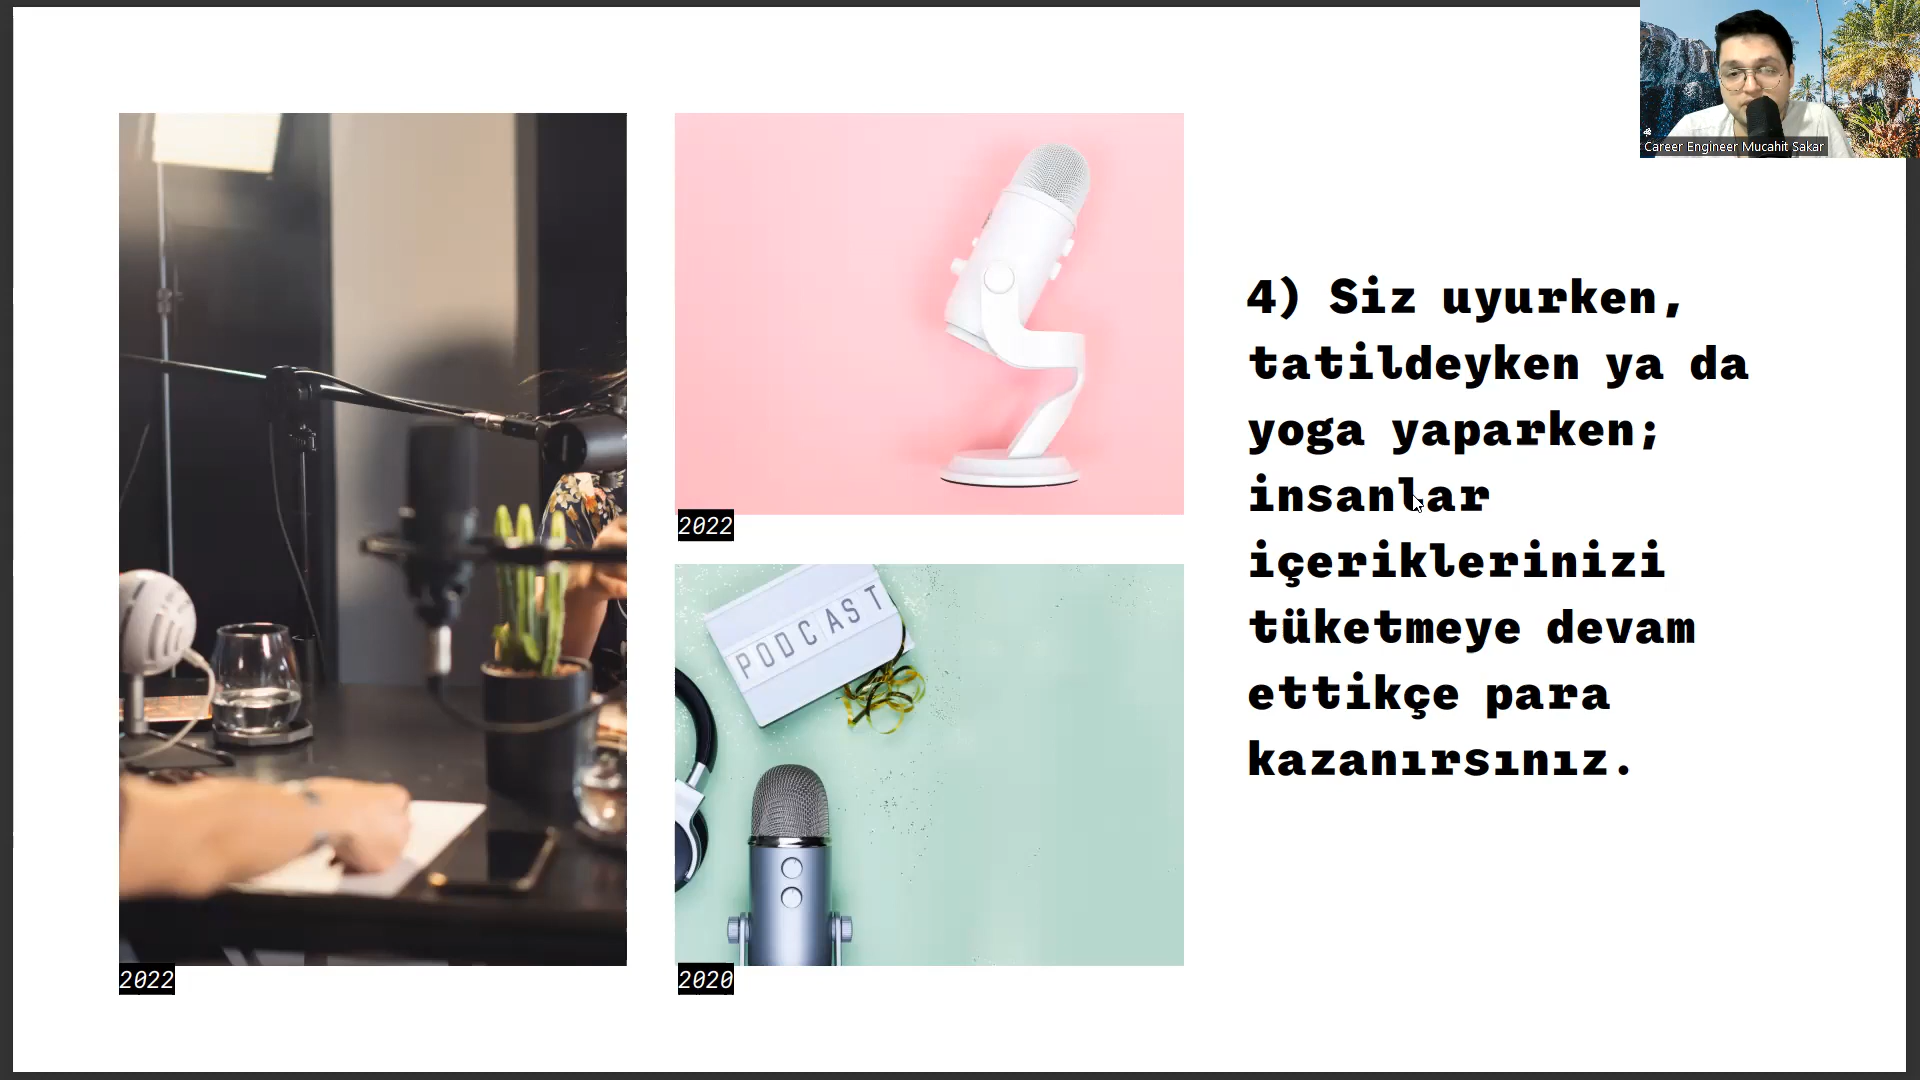 Career Engineer Mucahit Sakar
4) Siz uyurken,
tatildeyken ya da
yoga yaparken;
insanlar
içeriklerinizi
tüketmeye devam
ettikçe para
kazanırsınız.
2022
PODCAST
2022
2020